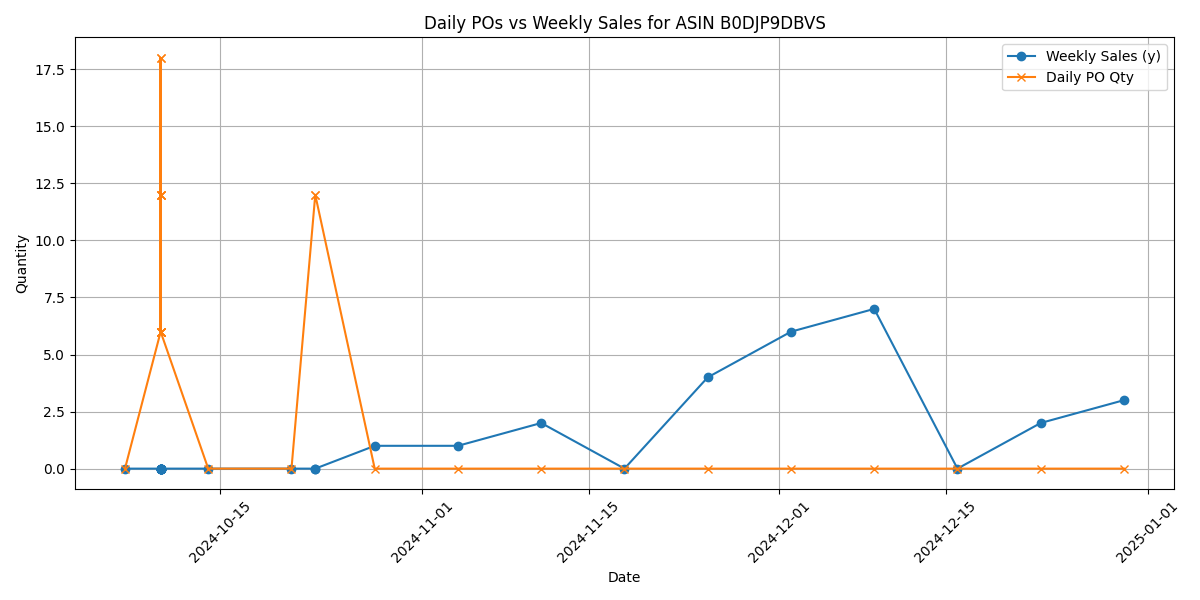 Daily POs vs Weekly Sales for ASIN B0DJP9DBVS
Weekly Sales (y)
Daily PO Qty
Quantity
17.5
15.0
12.5
10.0
7.5
5.0
2.5
0.0
2024-10-15
2024-11-01
2024-11-15
2024-12-01
2024-12-15
2025-01-01
Date